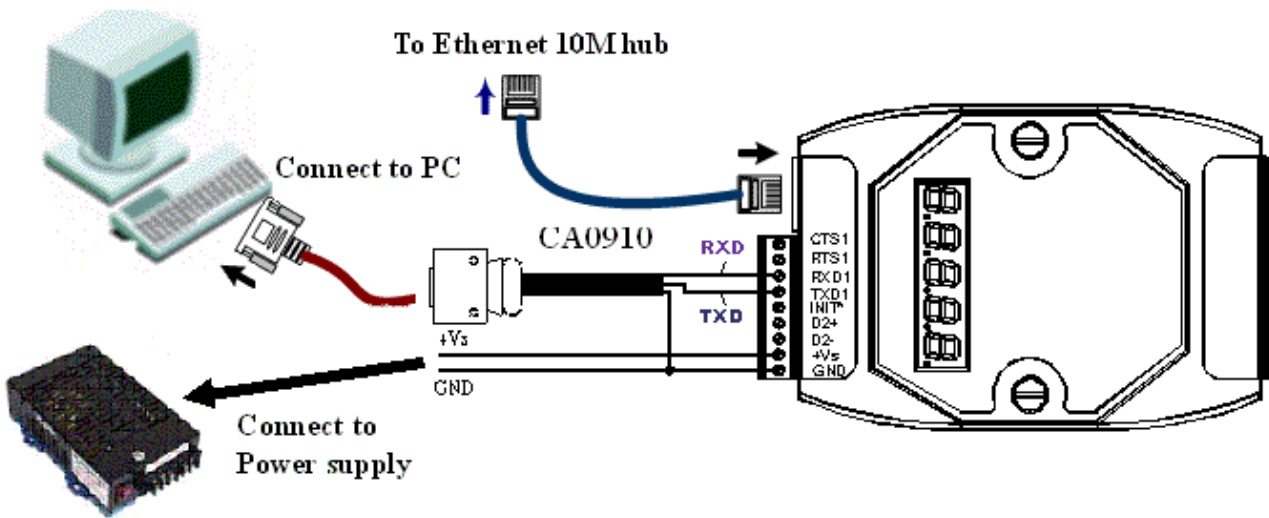 To Ethernet 10M hub
Connect to PC
CA0910
RXD
TXD
CTS1
RTS1
RXD1
TXD1
INIT*
D2+
D2-
+Vs
GND
+Vs
GND
Connect to
Power supply